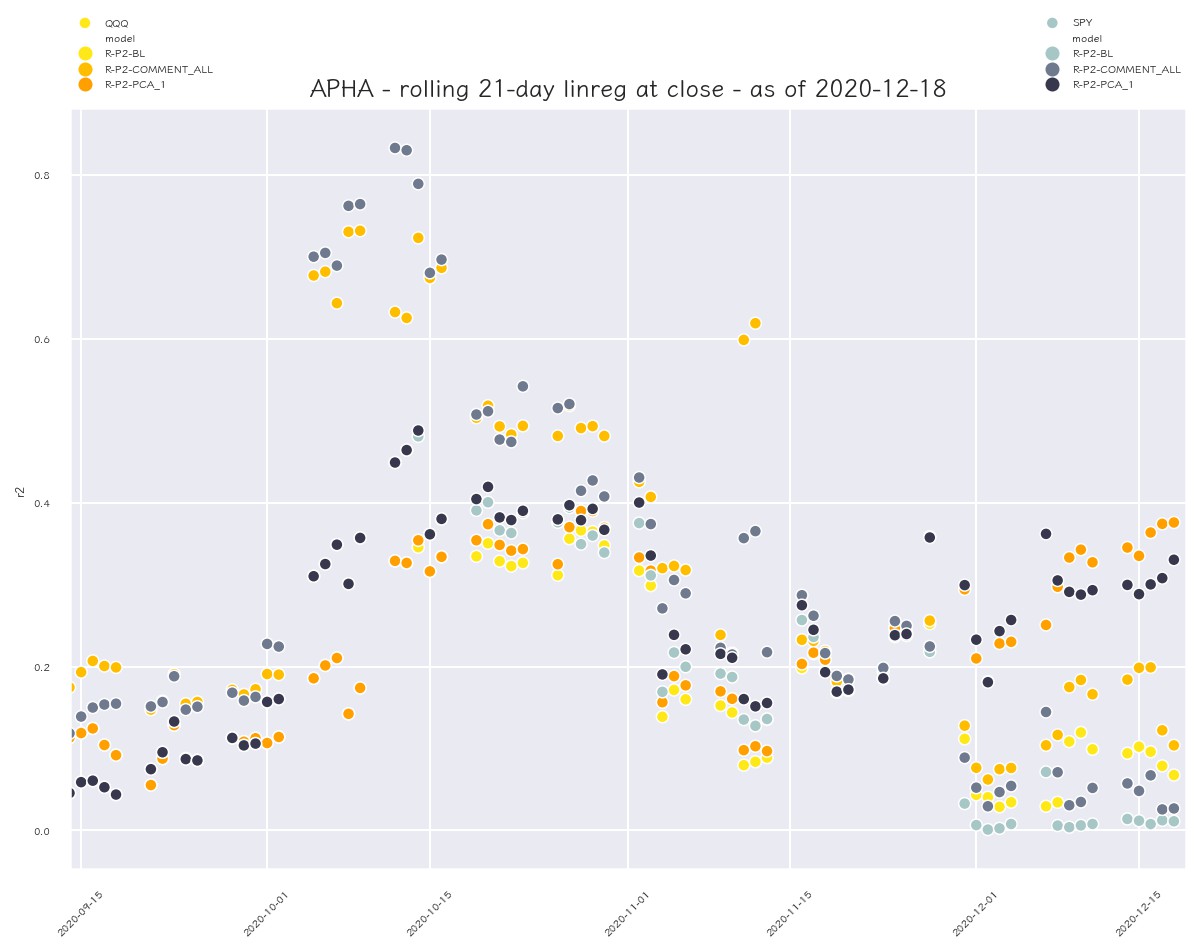 QQQ
model
R-P2-BL
R-P2-COMMENT_ALL
R-P2-PCA_1
SPY
model
R-P2-BL
R-P2-COMMENT_ALL
R-P2-PCA_1
APHA - rolling 21-day linreg at close - as of 2020-12-18
0.8
0.6
0.4
0.2
0.0
r2
2020-09-15
2020-10-01
2020-10-15
2020-11-01
2020-11-15
2020-12-01
2020-12-15